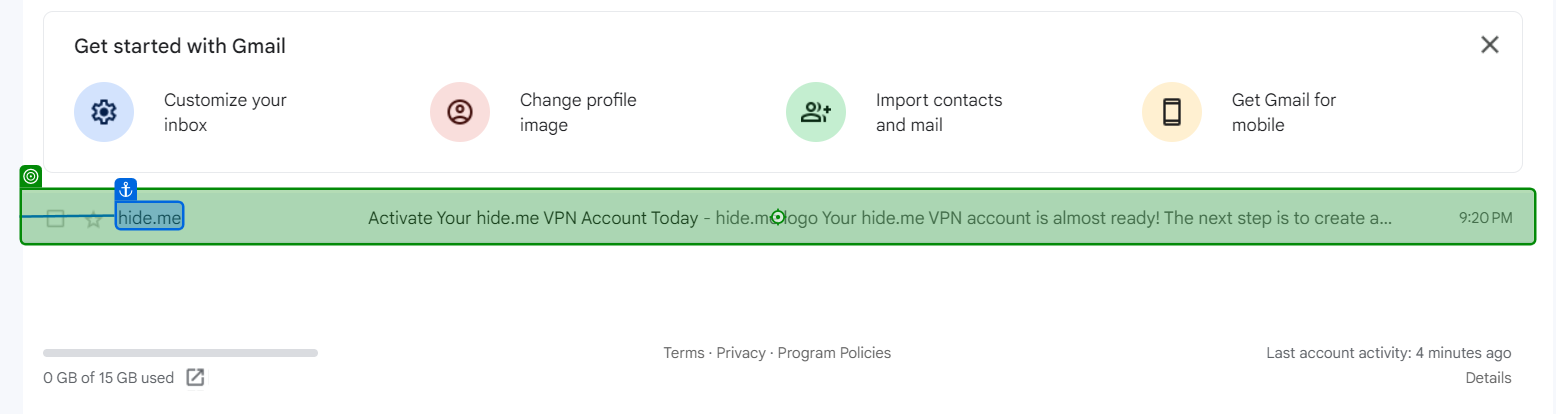 Get started with Gmail
Customize your
inbox
Change profile
image
Import contacts
and mail
Get Gmail for
mobile
hide.me Activate Your hide.me VPN Account Today - hide.me logo Your hide.me VPN account is almost ready! The next step is to create a... 9:20 PM
Terms · Privacy · Program Policies
Last account activity: 4 minutes ago
0 GB of 15 GB used
Details